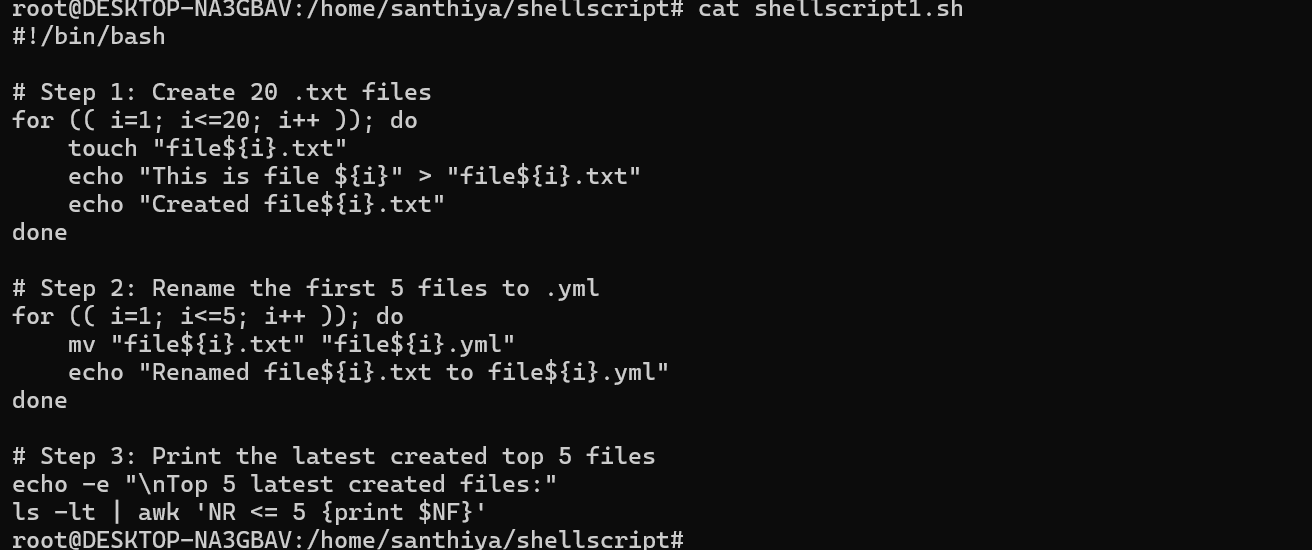 root@DESKTOP-NA3GBAV:/home/santhiya/shellscript# cat shellscript1.sh
#!/bin/bash

# Step 1: Create 20 .txt files
for (( i=1; i<=20; i++ )); do
    touch "file${i}.txt"
    echo "This is file ${i}" > "file${i}.txt"
    echo "Created file${i}.txt"
done

# Step 2: Rename the first 5 files to .yml
for (( i=1; i<=5; i++ )); do
    mv "file${i}.txt" "file${i}.yml"
    echo "Renamed file${i}.txt to file${i}.yml"
done

# Step 3: Print the latest created top 5 files
echo -e "\nTop 5 latest created files:"
ls -lt | awk 'NR <= 5 {print $NF}'
root@DESKTOP-NA3GBAV:/home/santhiya/shellscript#